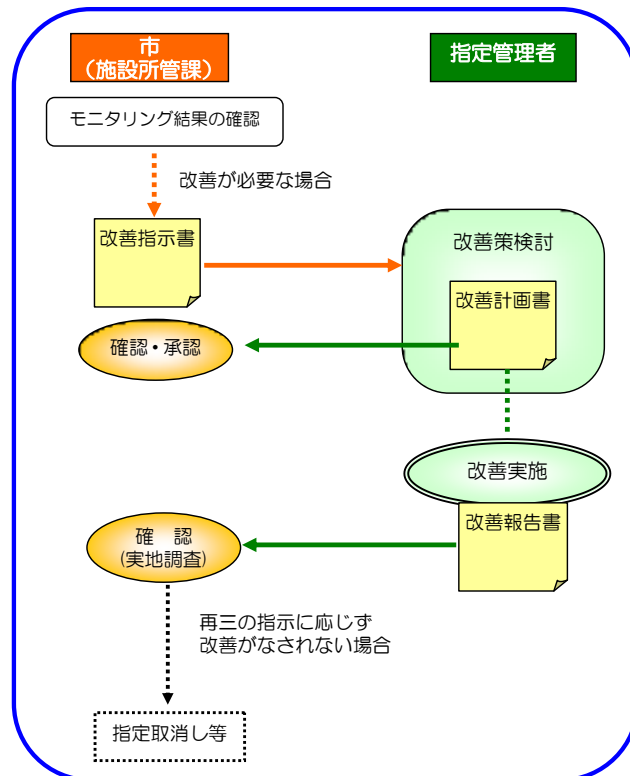 市
（施設所管課）
指定管理者
モニタリング結果の確認
改善が必要な場合
改善指示書
改善策検討
改善計画書
確認・承認
改善実施
改善報告書
確　認
(実地調査)
再三の指示に応じず
改善がなされない場合
指定取消し等